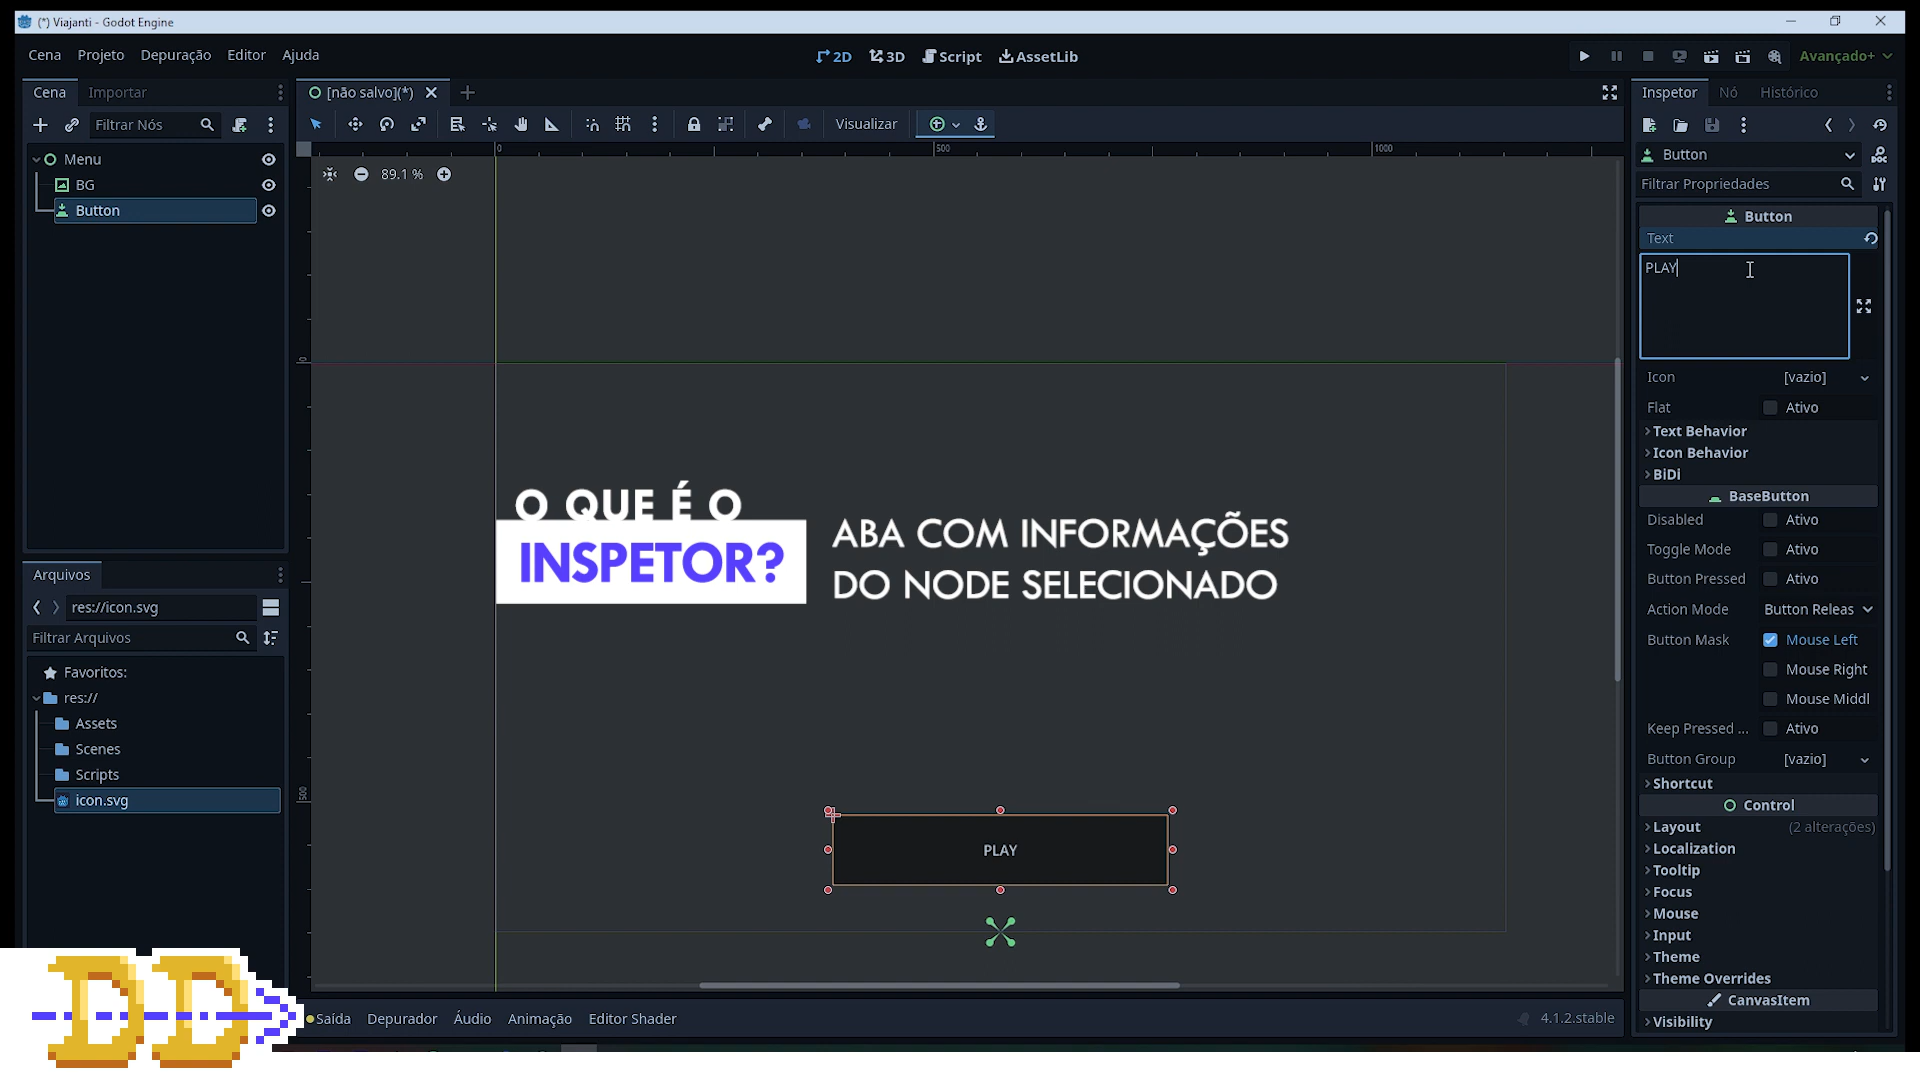 (*) Viajanti - Godot Engine
Cena Projeto Depuração Editor Ajuda
2D 3D Script AssetLib
Avançado+
Cena Importar
[não salvo](*)
Inspetor Nó Histórico
Filtrar Nós
Visualizar
Menu
BG
Button
0 500 1000
89.1 %
0
500
Button
Filtrar Propriedades
Button
Text
PLAY
Icon [vazio]
Flat Ativo
Text Behavior
Icon Behavior
BiDi
BaseButton
Disabled Ativo
Toggle Mode Ativo
Button Pressed Ativo
Action Mode Button Releas
Button Mask Mouse Left
Mouse Right
Mouse Middl
Keep Pressed ... Ativo
Button Group [vazio]
Shortcut
Control
Layout (2 alterações)
Localization
Tooltip
Focus
Mouse
Input
Theme
Theme Overrides
CanvasItem
Visibility
O QUE É O
INSPETOR?
ABA COM INFORMAÇÕES
DO NODE SELECIONADO
PLAY
Arquivos
res://icon.svg
Filtrar Arquivos
Favoritos:
res://
Assets
Scenes
Scripts
icon.svg
DD
Saída Depurador Áudio Animação Editor Shader
4.1.2.stable